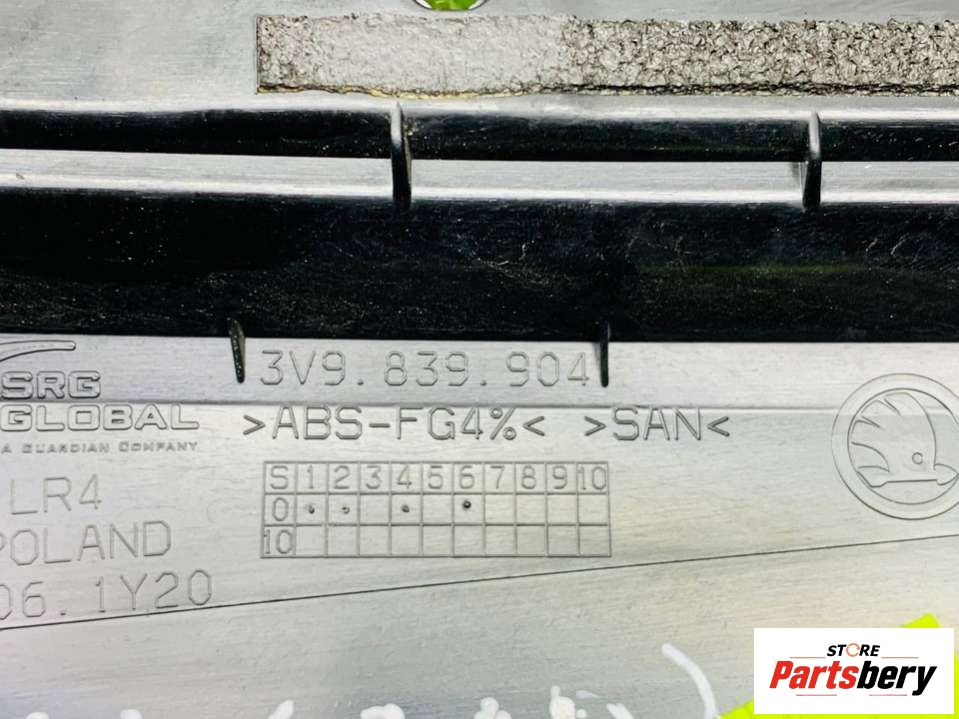 3V9.839.904
SRG
GLOBAL
A GUARDIAN COMPANY
>ABS-FG4%< >SAN<
S 1 2 3 4 5 6 7 8 9 10
0
10
LR4
POLAND
06.1Y20
C
STORE
Partsbery